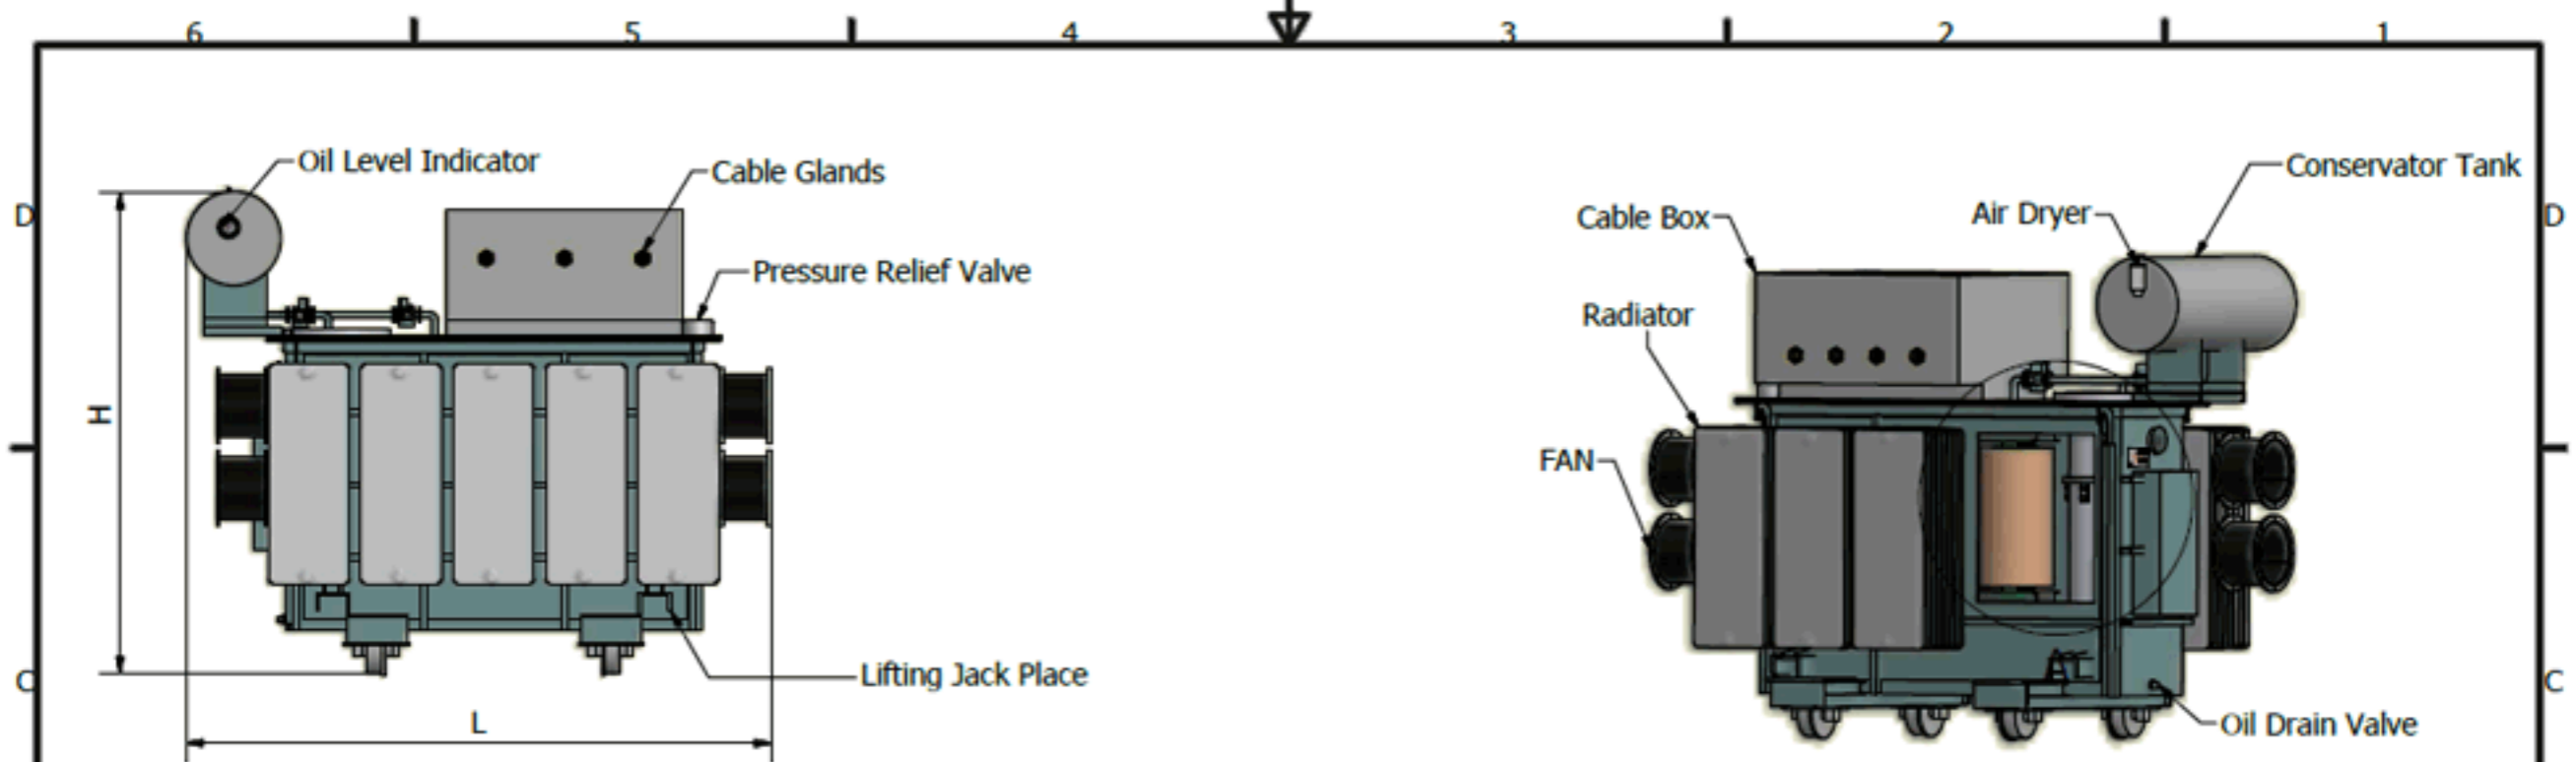 6 5 4 3 2 1
Oil Level Indicator
Cable Glands
Conservator Tank
D
Cable Box
Air Dryer
D
Pressure Relief Valve
Radiator
H
FAN
C
Lifting Jack Place
C
L
Oil Drain Valve